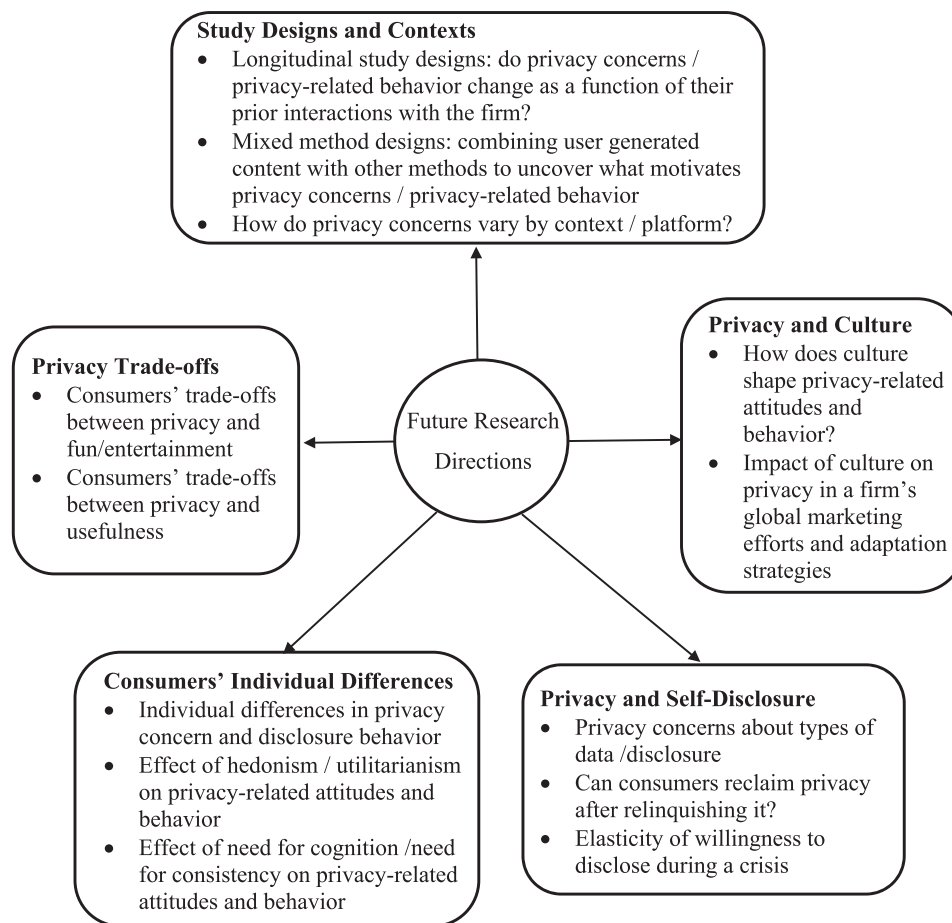 Study Designs and Contexts
• Longitudinal study designs: do privacy concerns /
privacy-related behavior change as a function of their
prior interactions with the firm?
• Mixed method designs: combining user generated
content with other methods to uncover what motivates
privacy concerns / privacy-related behavior
• How do privacy concerns vary by context / platform?
Privacy Trade-offs
• Consumers’ trade-offs
between privacy and
fun/entertainment
• Consumers’ trade-offs
between privacy and
usefulness
Future Research
Directions
Privacy and Culture
• How does culture
shape privacy-related
attitudes and
behavior?
• Impact of culture on
privacy in a firm’s
global marketing
efforts and adaptation
strategies
Consumers’ Individual Differences
• Individual differences in privacy
concern and disclosure behavior
• Effect of hedonism / utilitarianism
on privacy-related attitudes and
behavior
• Effect of need for cognition /need
for consistency on privacy-related
attitudes and behavior
Privacy and Self-Disclosure
• Privacy concerns about types of
data /disclosure
• Can consumers reclaim privacy
after relinquishing it?
• Elasticity of willingness to
disclose during a crisis